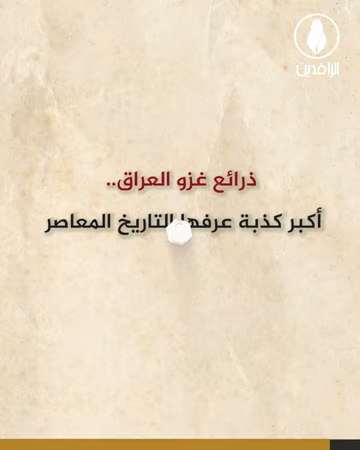 الرافدين
ذرائع غزو العراق..
أكبر كذبة عرفها التاريخ المعاصر